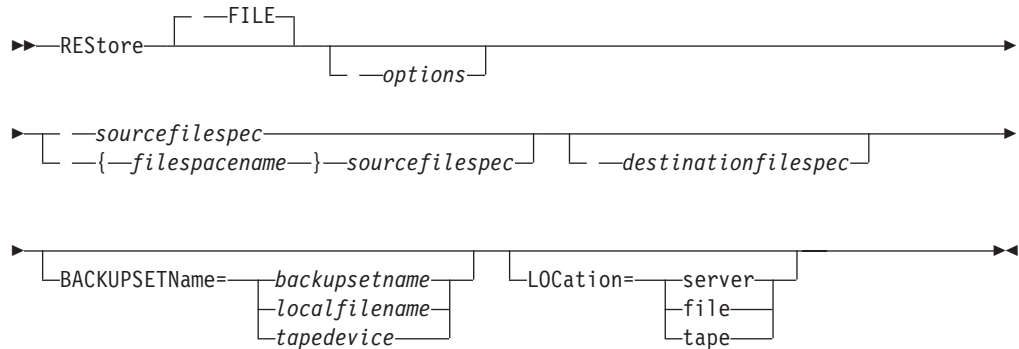 FILE
REStore
options
sourcefilespec
{ filespacename } sourcefilespec
destinationfilespec
BACKUPSETName= backupsetname
localfilename
tapedevice
LOCation= server
file
tape